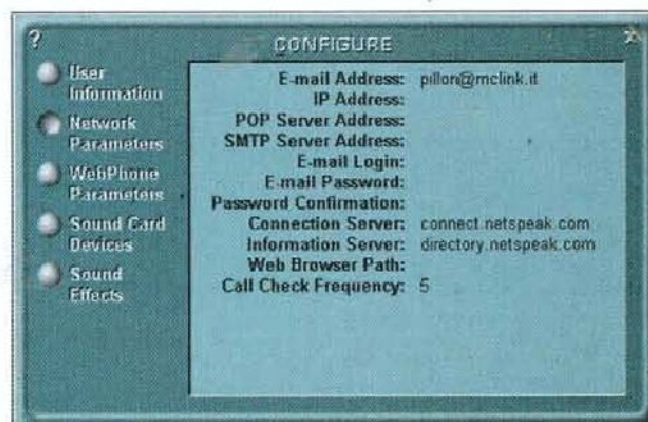 ?
CONFIGURE
User
Information
Network
Parameters
WebPhone
Parameters
Sound Card
Devices
Sound
Effects
E-mail Address: pillon@mclink.it
IP Address:
POP Server Address:
SMTP Server Address:
E-mail Login:
E-mail Password:
Password Confirmation:
Connection Server: connect.netspeak.com
Information Server: directory.netspeak.com
Web Browser Path:
Call Check Frequency: 5